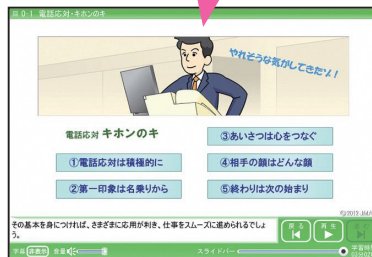 0-1 電話応対・キホンのキ
やれそうな気がしてきたゾ！
電話応対 キホンのキ
①電話応対は積極的に
②第一印象は名乗りから
③あいさつは心をつなぐ
④相手の顔はどんな顔
⑤終わりは次の始まり
その基本を身につければ、さまざまに応用が利き、仕事をスムーズに進められるでしょ
う。
戻る
再生
字幕 非表示 音量
スライドバー